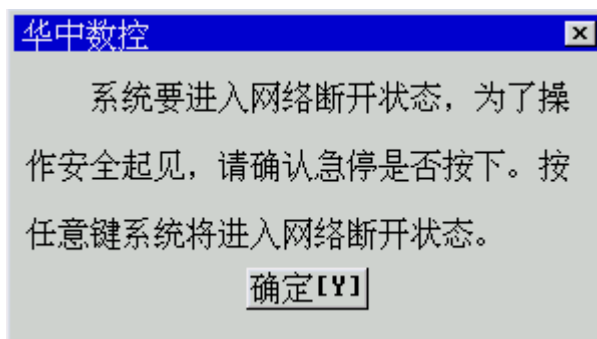 华中数控
系统要进入网络断开状态，为了操
作安全起见，请确认急停是否按下。按
任意键系统将进入网络断开状态。
确定[Y]